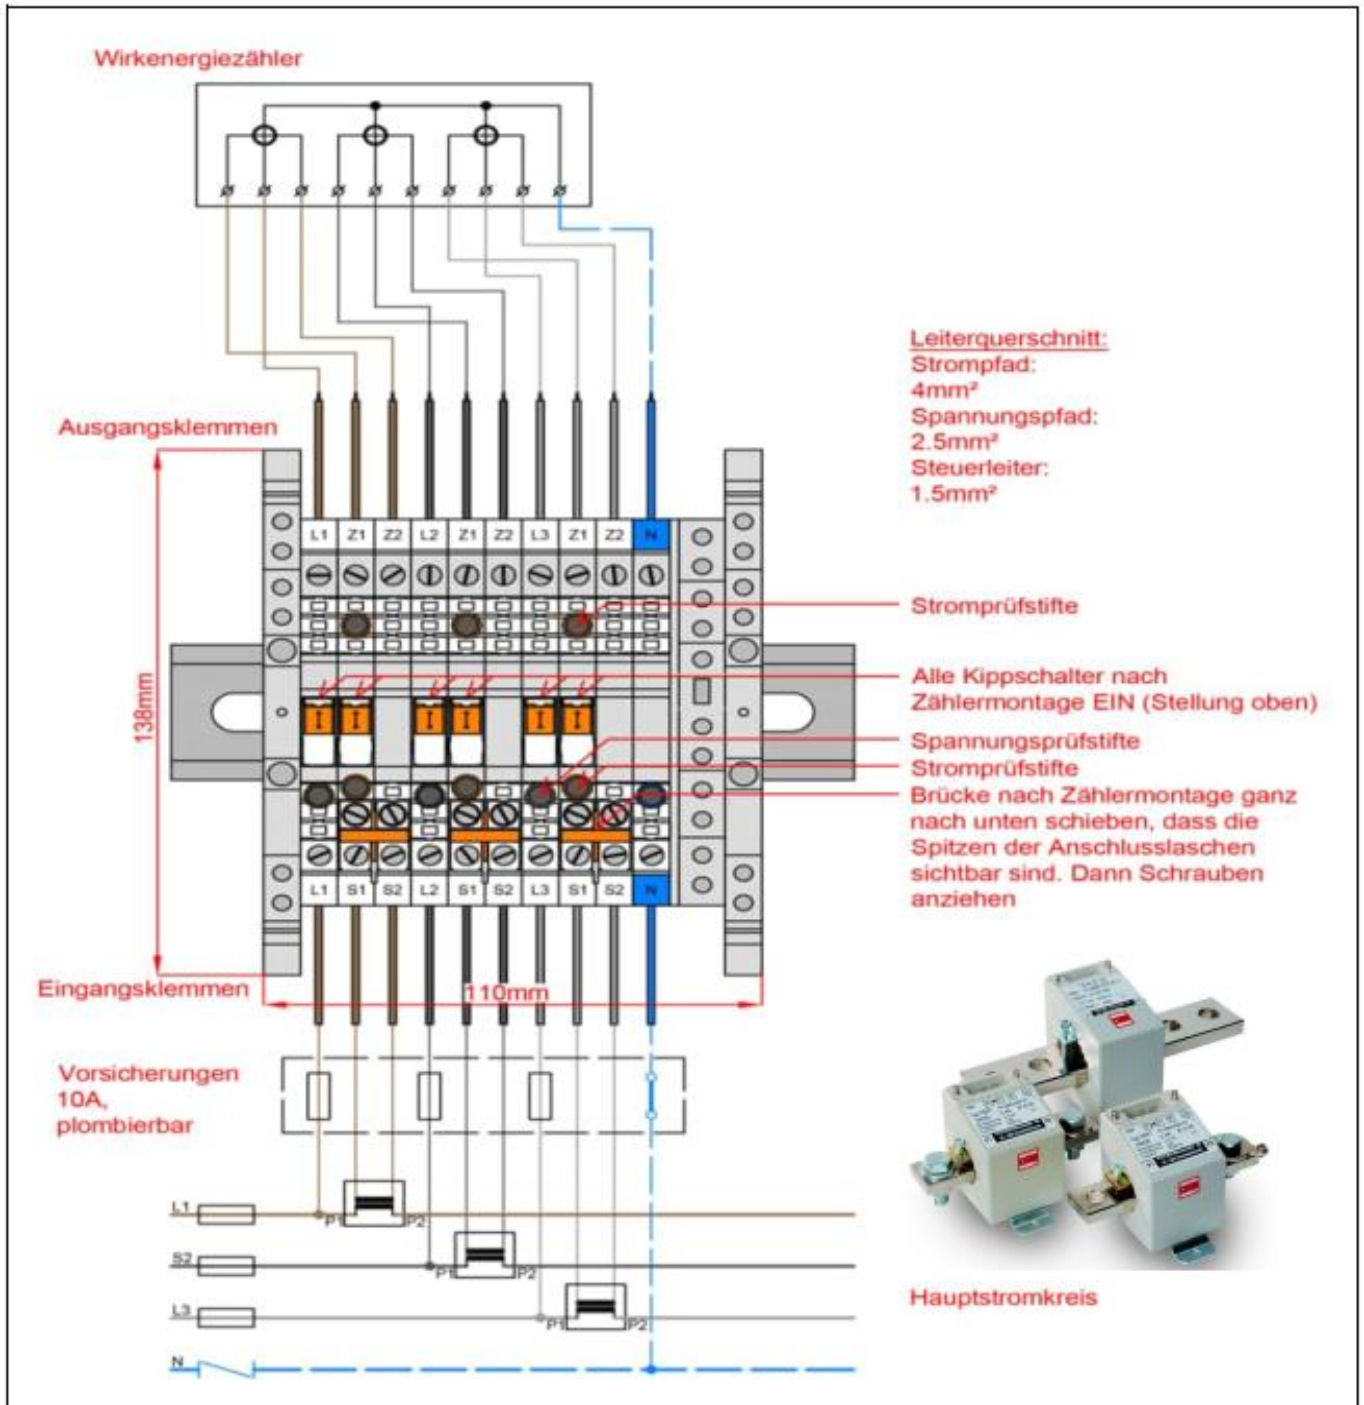 Wirkenergiezähler
Leiterquerschnitt:
Strompfad:
4mm²
Spannungspfad:
2.5mm²
Steuerleiter:
1.5mm²
Ausgangsklemmen
L1 Z1 Z2 L2 Z1 Z2 L3 Z1 Z2 N
Stromprüfstifte
138mm
Alle Kippschalter nach
Zählermontage EIN (Stellung oben)
I I I I I I
Spannungsprüfstifte
Stromprüfstifte
Brücke nach Zählermontage ganz
nach unten schieben, dass die
Spitzen der Anschlusslaschen
sichtbar sind. Dann Schrauben
anziehen
L1 S1 S2 L2 S1 S2 L3 S1 S2 N
Eingangsklemmen
110mm
Vorsicherungen
10A,
plombierbar
L1
P1 P2
S2
P1 P2
L3
P1 P2
N
Hauptstromkreis